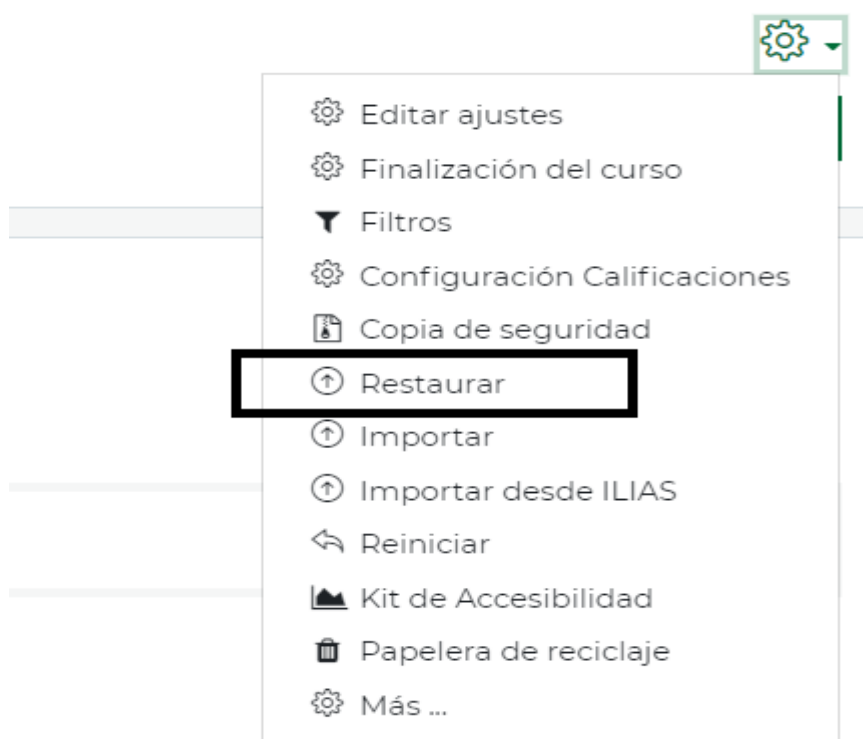 Editar ajustes
Finalización del curso
Filtros
Configuración Calificaciones
Copia de seguridad
Restaurar
Importar
Importar desde ILIAS
Reiniciar
Kit de Accesibilidad
Papelera de reciclaje
Más ...